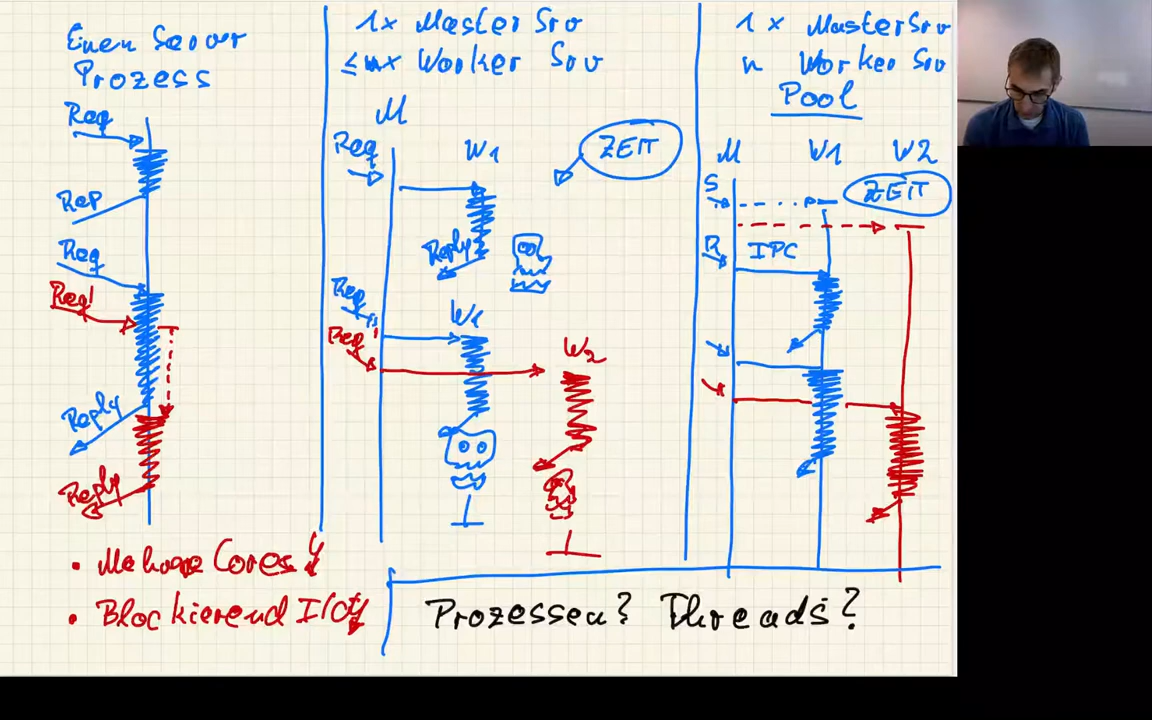 Einen Server
Prozess
Req
Rep
Req
Req'
Reply
Reply
• Mehrere Cores
• Blockierend I/O
1x Master Srv
≤ n x Worker Srv
M
Req
W1
ZEIT
Reply
Req
W1
Req'
W2
1 x Master Srv
n Worker Srv
Pool
M W1 W2
S
ZEIT
R
IPC
Prozessen? Threads?